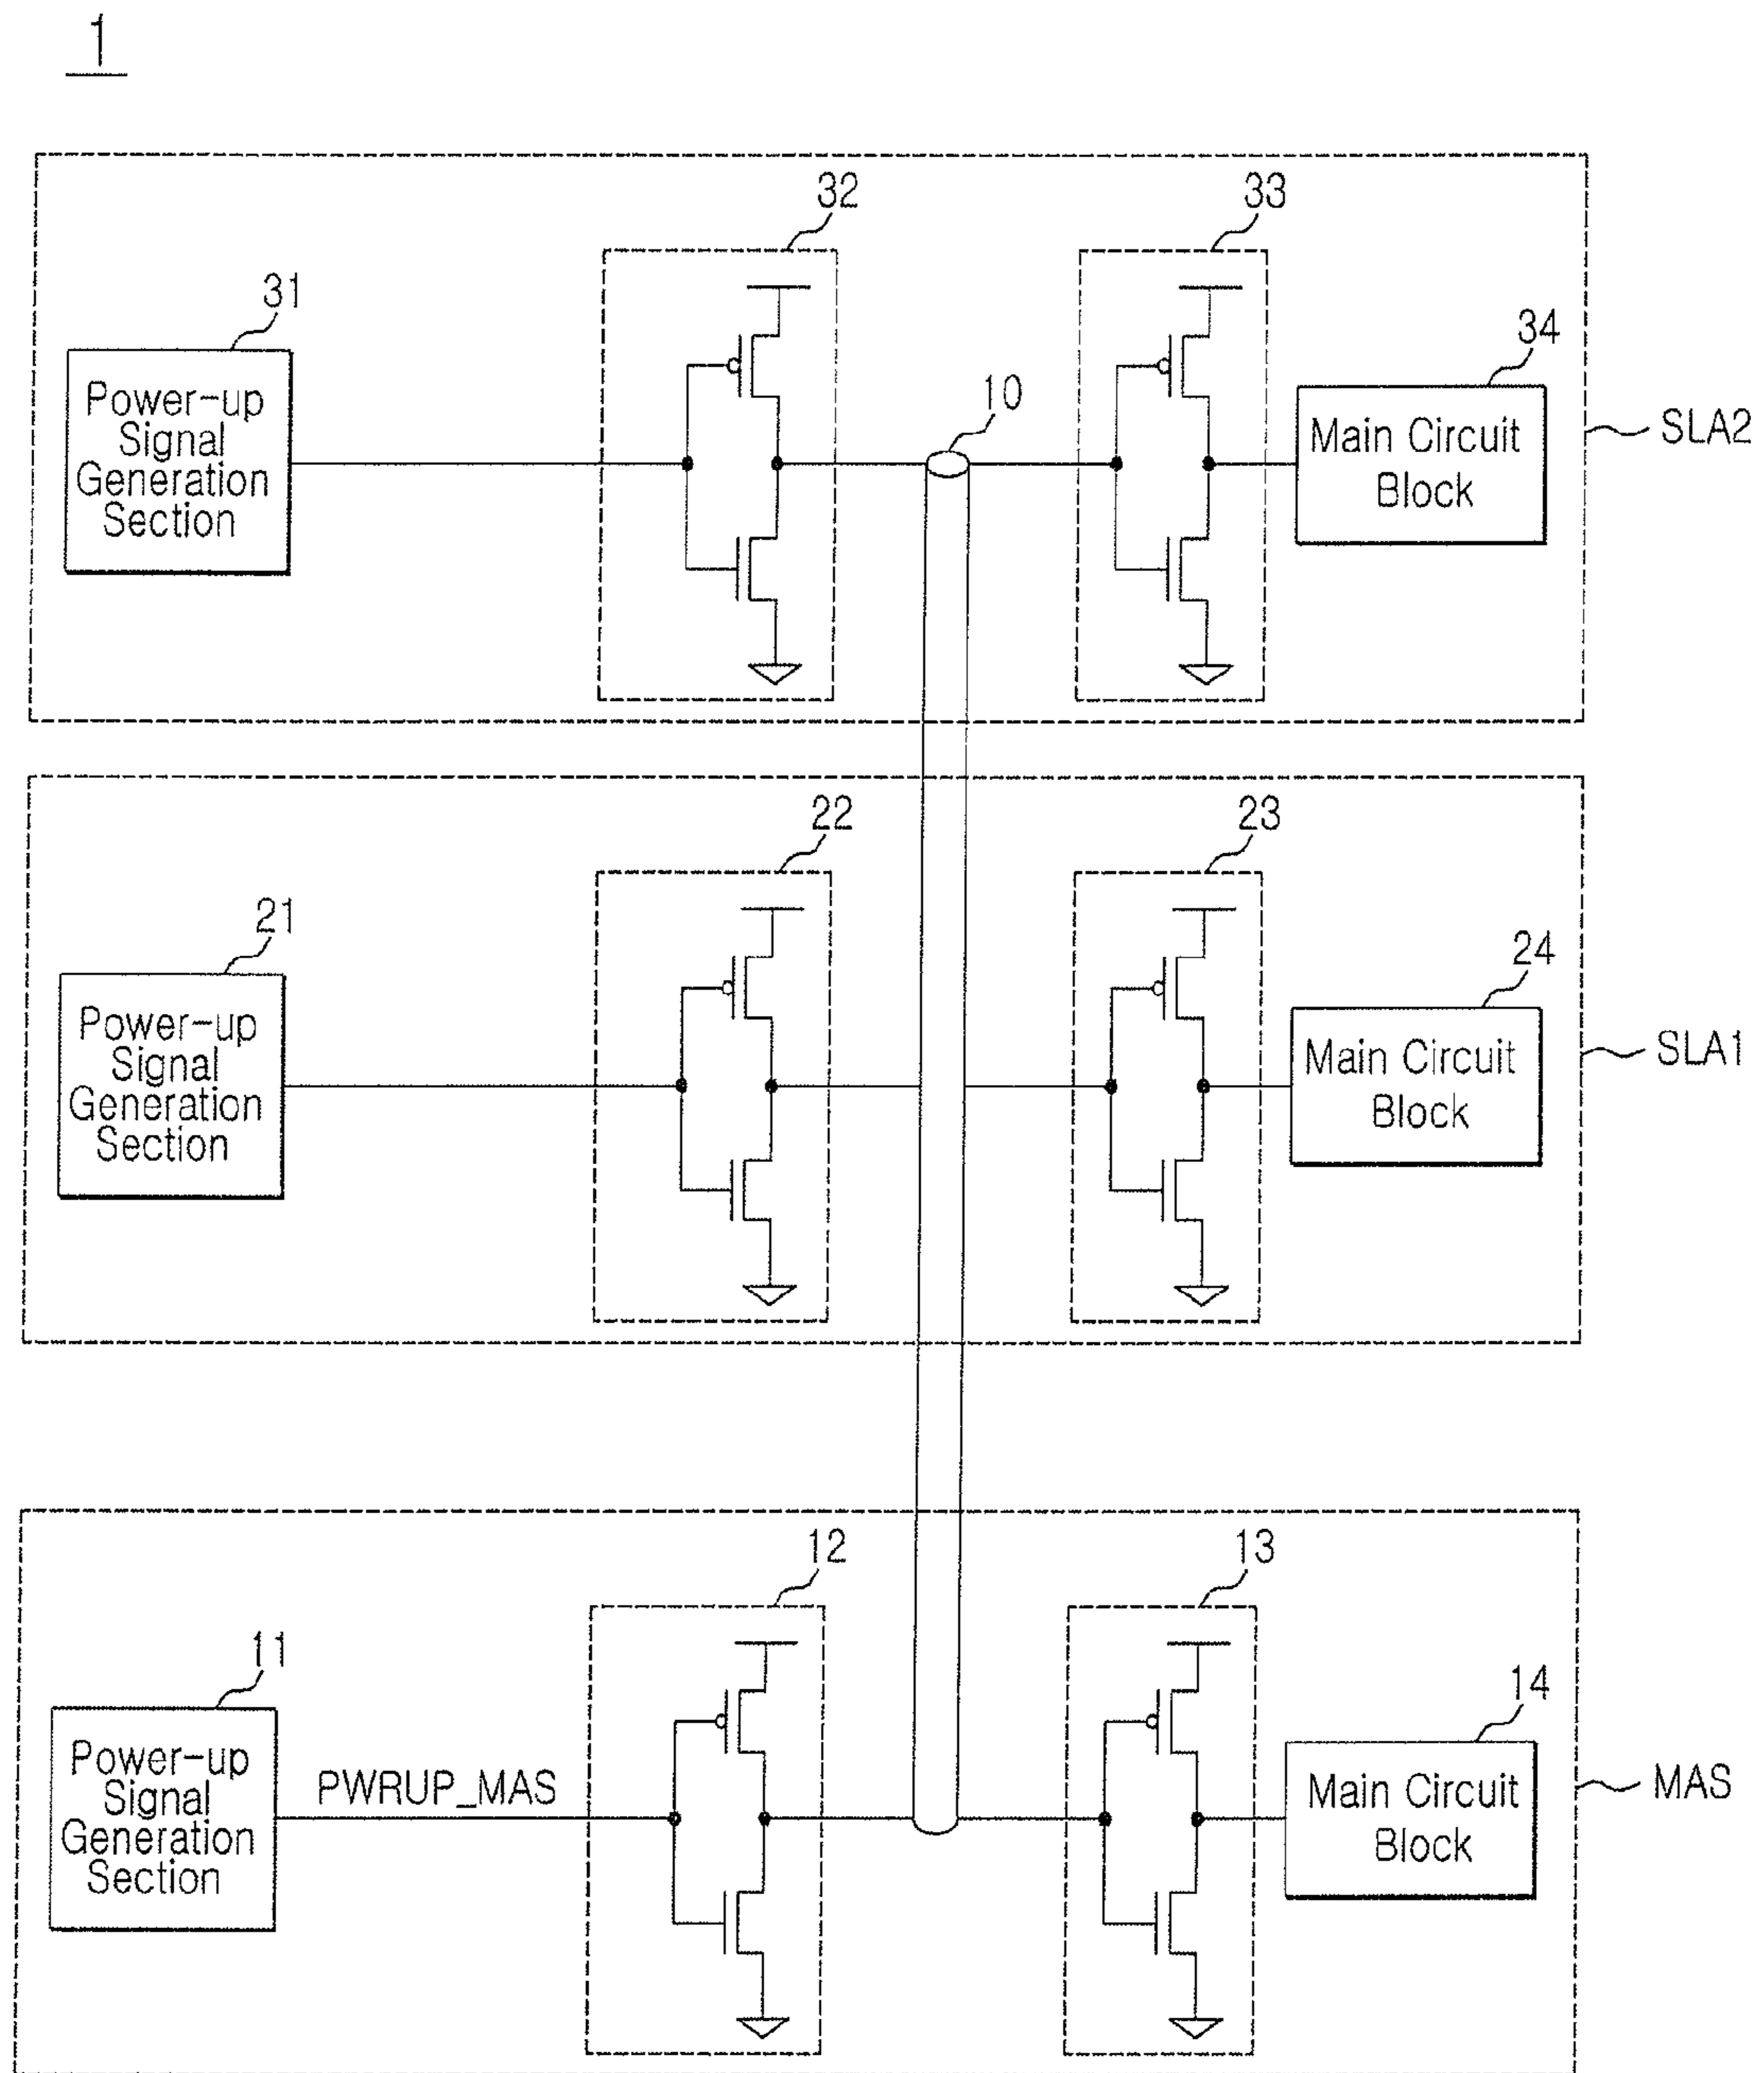 1
32
33
31
34
Power-up
Signal
Generation
Section
10
Main Circuit
Block
SLA2
22
23
21
24
Power-up
Signal
Generation
Section
Main Circuit
Block
SLA1
12
13
11
14
Power-up
Signal
Generation
Section
PWRUP_MAS
Main Circuit
Block
MAS